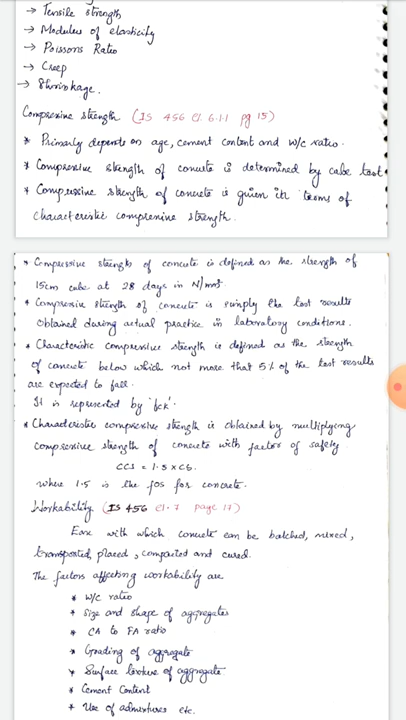 → Tensile strength
→ Modulus of elasticity
→ Poissons Ratio
→ Creep
→ Shrinkage.
Compressive strength (IS 456 cl. 6.1.1 pg 15)
* Primarily depends on age, cement content and w/c ratio.
* Compressive strength of concrete is determined by cube test
* Compressive strength of concrete is given in terms of
characteristic compressive strength.
* Compressive strength of concrete is defined as the strength of
15cm cube at 28 days in N/mm²
* Compressive strength of concrete is simply the test results
obtained during actual practice in laboratory conditions.
* Characteristic compressive strength is defined as the strength
of concrete below which not more that 5% of the test results
are expected to fall.
It is represented by 'fck'.
* Characteristic compressive strength is obtained by multiplying
compressive strength of concrete with factor of safety
CCS = 1.5 x CS.
where 1.5 is the fos for concrete.
Workability (IS 456 cl-7 page 17)
Ease with which concrete can be batched, mixed,
transported, placed, compacted and cured.
The factors affecting workability are
* W/C ratio
* Size and shape of aggregates
* CA to FA ratio
* Grading of aggregate
* Surface texture of aggregate
* Cement Content
* Use of admixtures etc.